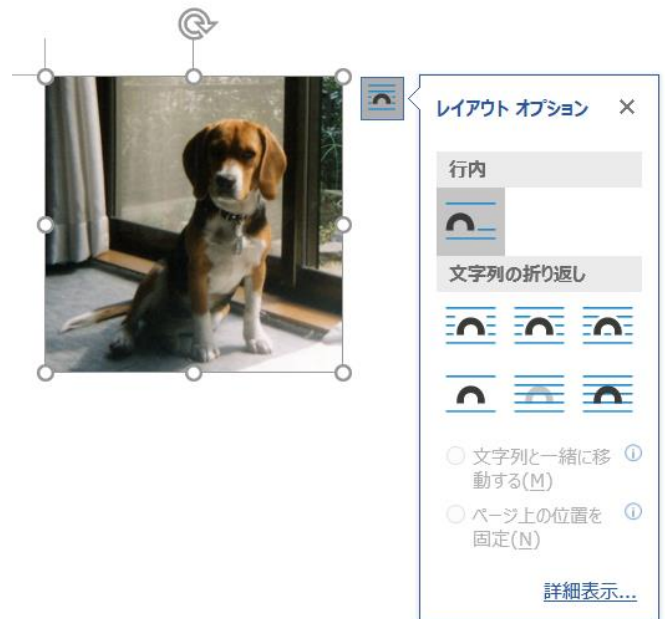 レイアウト オプション ×
行内
文字列の折り返し
文字列と一緒に移
動する(M)
ページ上の位置を
固定(N)
詳細表示...